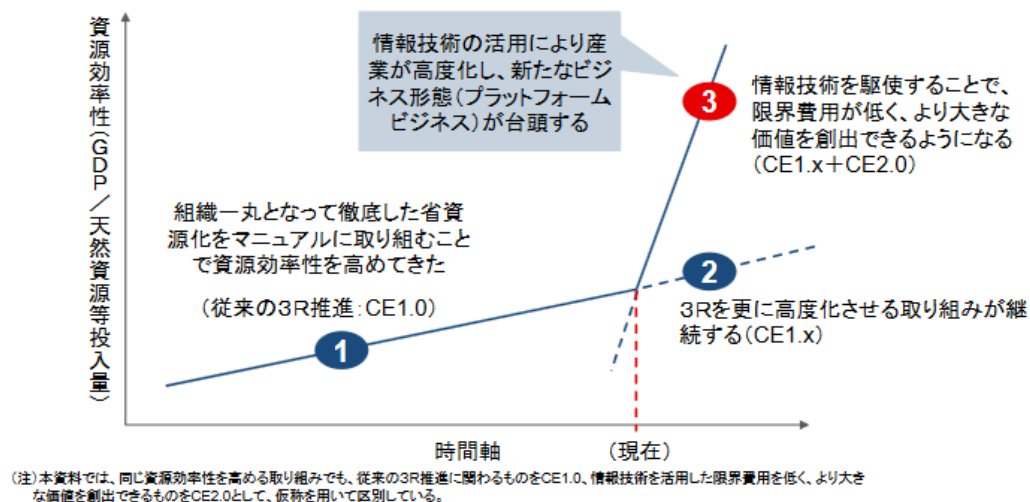 資源効率性(GDP/天然資源等投入量)
情報技術の活用により産
業が高度化し、新たなビジ
ネス形態(プラットフォーム
ビジネス)が台頭する
3
情報技術を駆使することで、
限界費用が低く、より大きな
価値を創出できるようになる
(CE1.x+CE2.0)
組織一丸となって徹底した省資
源化をマニュアルに取り組むこと
で資源効率性を高めてきた
(従来の3R推進:CE1.0)
2
3Rを更に高度化させる取り組みが継
続する(CE1.x)
1
時間軸
(現在)
(注)本資料では、同じ資源効率性を高める取り組みでも、従来の3R推進に関わるものをCE1.0、情報技術を活用した限界費用を低く、より大き
な価値を創出できるものをCE2.0として、仮称を用いて区別している。